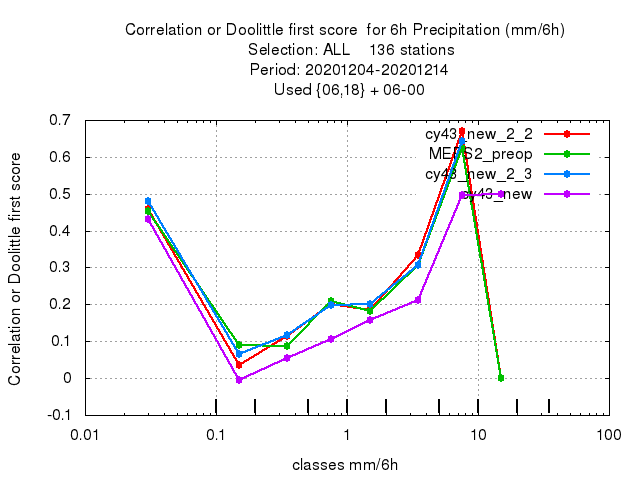 Correlation or Doolittle first score  for 6h Precipitation (mm/6h)
Selection: ALL    136 stations
Period: 20201204-20201214
Used {06,18} + 06-00
Correlation or Doolittle first score
0.7
0.6
0.5
0.4
0.3
0.2
0.1
0
-0.1
cy43_new_2_2
MEPS2_preop
cy43_new_2_3
cy43_new
0.01
0.1
1
10
100
classes mm/6h